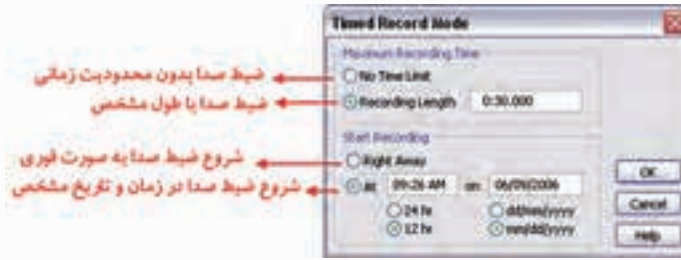 Timed Record Mode
Maximum Recording Time
ضبط صدا بدون محدودیت زمانی
No Time Limit
ضبط صدا با طول مشخص
Recording Length 0:30.000
Start Recording
شروع ضبط صدا به صورت فوری
Right Away
شروع ضبط صدا در زمان و تاریخ مشخص
At 09:26 AM on 06/09/2006
24 hr dd/mm/yyyy
12 hr mm/dd/yyyy
OK
Cancel
Help